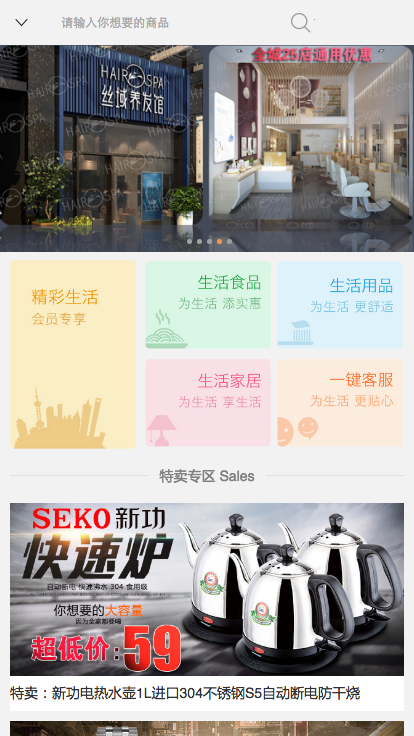 请输入你想要的商品
全城25店通用优惠
HAIR SPA
丝域养发馆
精彩生活
会员专享
生活食品
为生活 添实惠
生活用品
为生活 更舒适
生活家居
为生活 享生活
一键客服
为生活 更贴心
特卖专区 Sales
SEKO 新功
快速炉
自动断电 快速沸水 304 食用级
你想要的大容量
因为全家都要喝
超低价:59
特卖：新功电热水壶1L进口304不锈钢S5自动断电防干烧